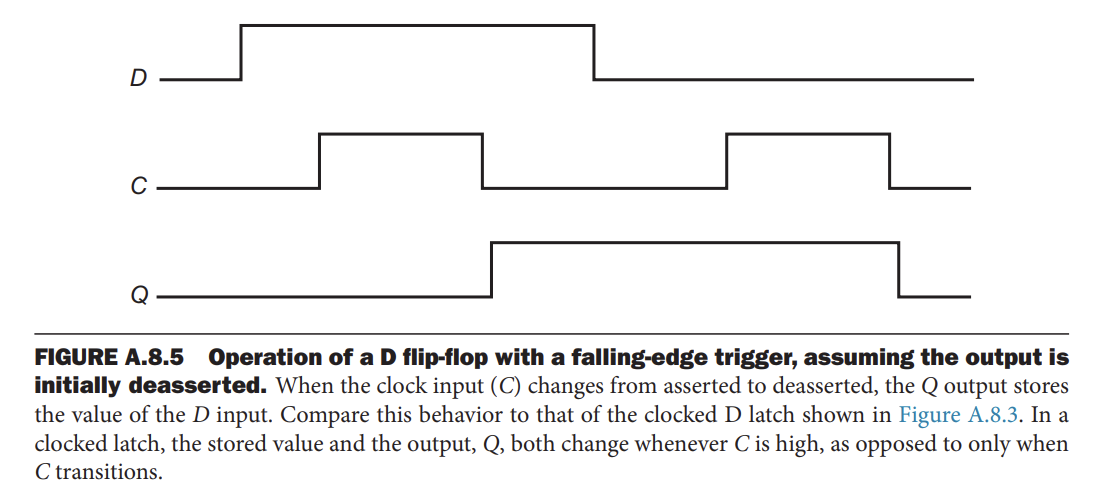 D
C
Q
FIGURE A.8.5 Operation of a D flip-flop with a falling-edge trigger, assuming the output is
initially deasserted. When the clock input (C) changes from asserted to deasserted, the Q output stores
the value of the D input. Compare this behavior to that of the clocked D latch shown in Figure A.8.3. In a
clocked latch, the stored value and the output, Q, both change whenever C is high, as opposed to only when
C transitions.